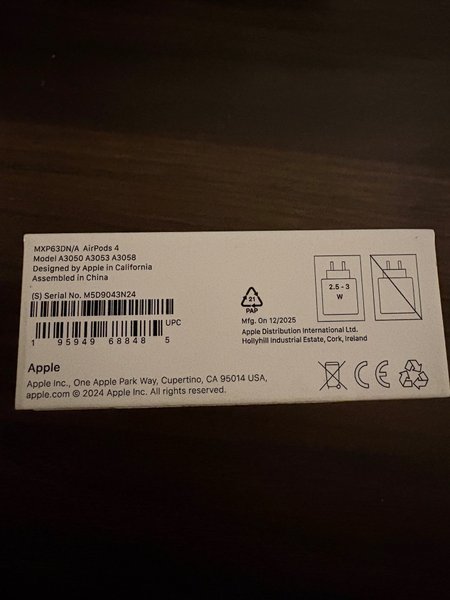 MXP63DN/A AirPods 4
Model A3050 A3053 A3058
Designed by Apple in California
Assembled in China
(S) Serial No. M5D9043N24
UPC
1 95949 68848 5
Apple
Apple Inc., One Apple Park Way, Cupertino, CA 95014 USA,
apple.com © 2024 Apple Inc. All rights reserved.
21
PAP
Mfg. On 12/2025
Apple Distribution International Ltd.
Hollyhill Industrial Estate, Cork, Ireland
2.5 - 3
W
CE